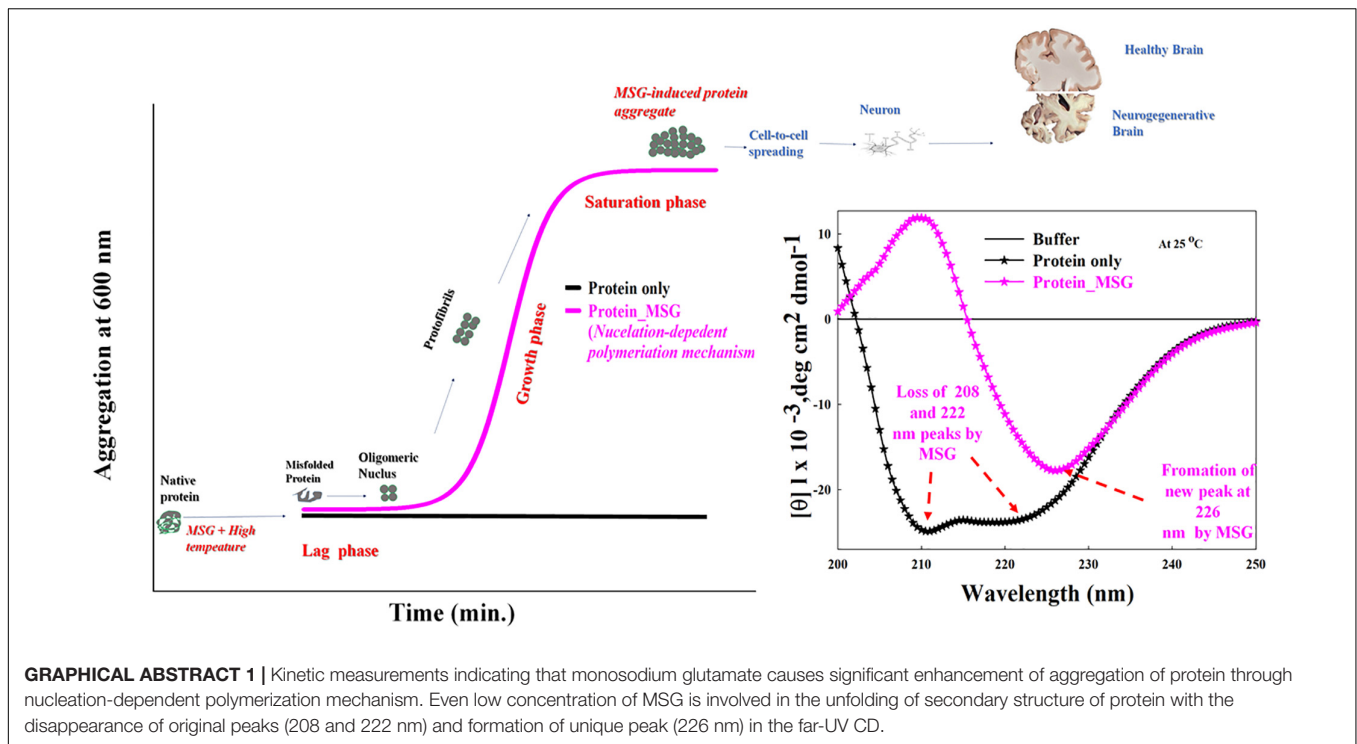 Healthy Brain
Neurogegenerative
Brain
MSG-induced protein
aggregate
Cell-to-cell
spreading
Neuron
Aggregation at 600 nm
Saturation phase
Protofibrils
Growth phase
Protein only
Protein_MSG
(Nucelation-depedent
polymeriation mechanism
Native
protein
MSG + High
tempeature
Misfolded
Protein
Oligomeric
Nuclus
Lag phase
Time (min.)
[θ] x 10 -3,deg cm2 dmol-1
10
0
-10
-20
Buffer
Protein only
Protein_MSG
At 25 °C
Loss of 208
and 222
nm peaks by
MSG
Fromation of
new peak at
226
nm by MSG
200 210 220 230 240 250
Wavelength (nm)
GRAPHICAL ABSTRACT 1 | Kinetic measurements indicating that monosodium glutamate causes significant enhancement of aggregation of protein through
nucleation-dependent polymerization mechanism. Even low concentration of MSG is involved in the unfolding of secondary structure of protein with the
disappearance of original peaks (208 and 222 nm) and formation of unique peak (226 nm) in the far-UV CD.